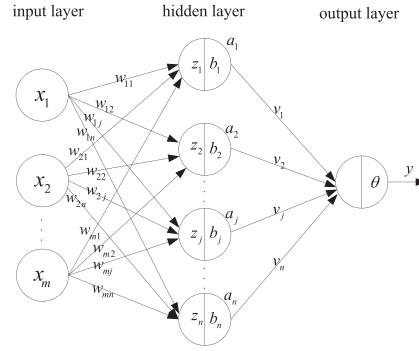 input layer hidden layer output layer
a₁
z₁ b₁
w₁₁
x₁
w₁₂
v₁
w₁ⱼ
w₁ₙ
a₂
w₂₁
z₂ b₂
v₂
x₂
w₂₂
θ
y
w₂ⱼ
w₂ₙ
aⱼ
vⱼ
wₘ₁
zⱼ bⱼ
wₘ₂
xₘ
wₘⱼ
vₙ
wₘₙ
aₙ
zₙ bₙ